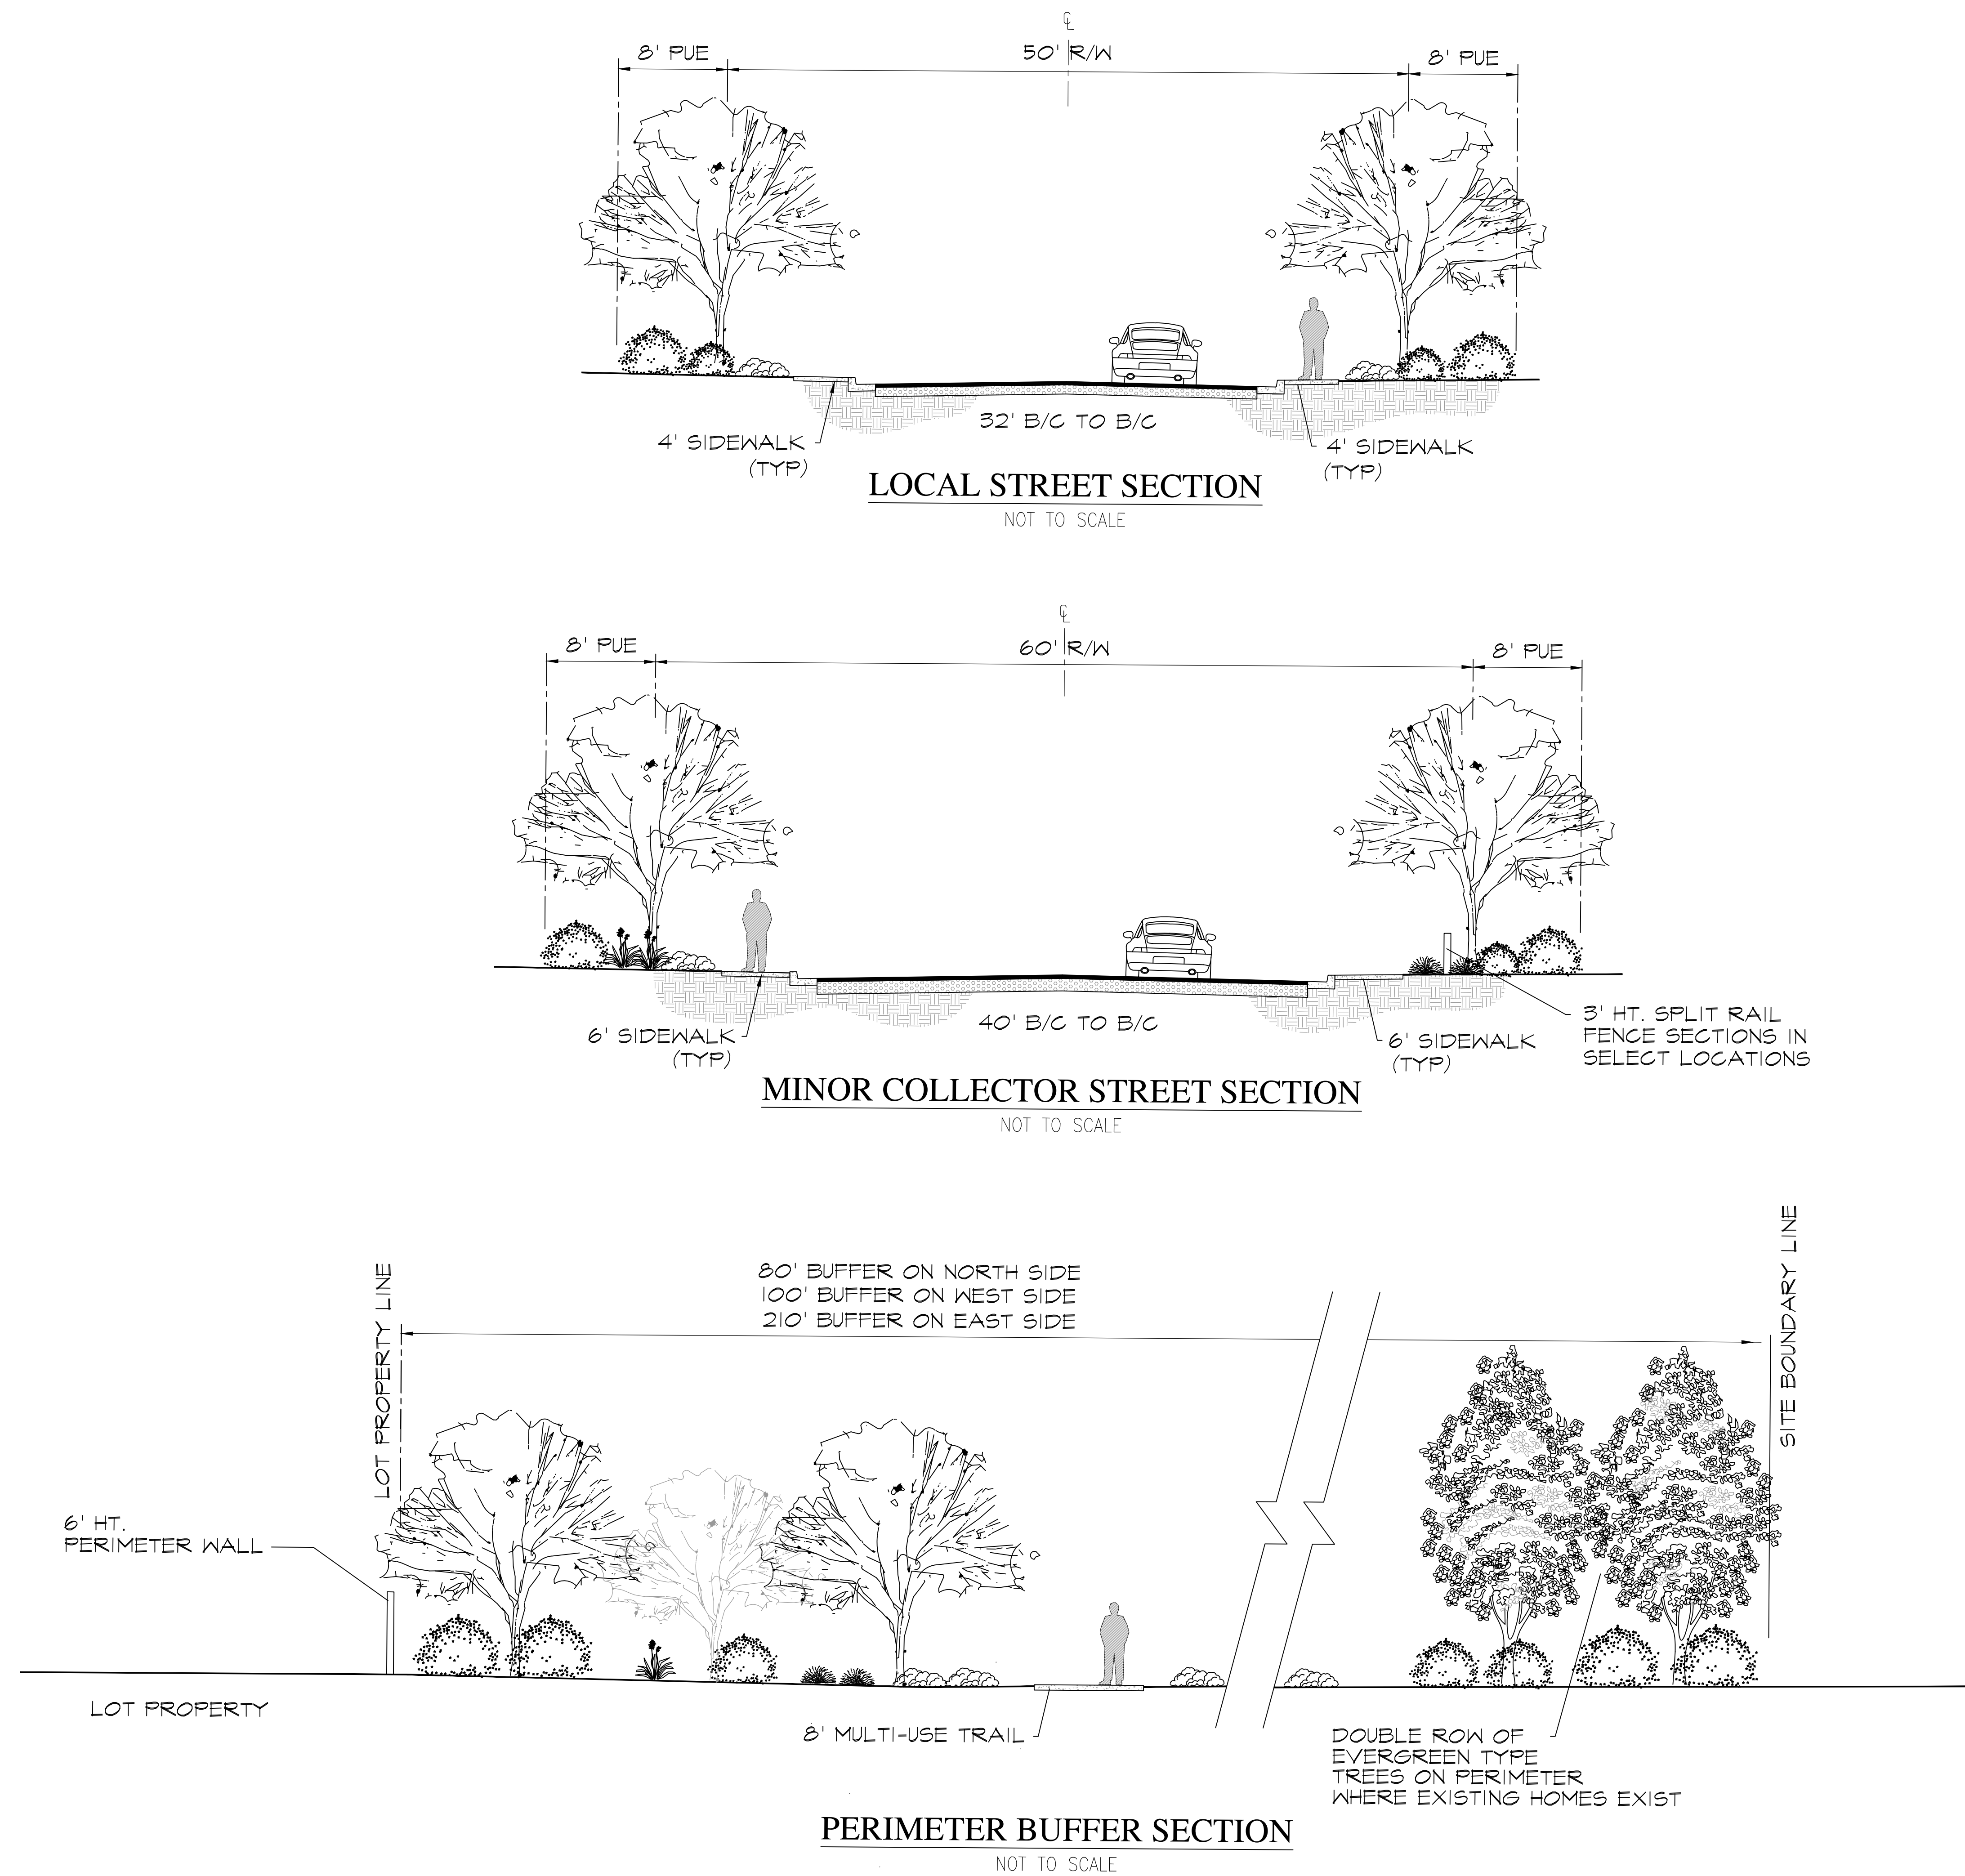 ℄
8' PUE
50' R/W
8' PUE
32' B/C TO B/C
4' SIDEWALK
(TYP)
4' SIDEWALK
(TYP)
LOCAL STREET SECTION
NOT TO SCALE
℄
8' PUE
60' R/W
8' PUE
40' B/C TO B/C
6' SIDEWALK
(TYP)
6' SIDEWALK
(TYP)
3' HT. SPLIT RAIL
FENCE SECTIONS IN
SELECT LOCATIONS
MINOR COLLECTOR STREET SECTION
NOT TO SCALE
LOT PROPERTY LINE
80' BUFFER ON NORTH SIDE
100' BUFFER ON WEST SIDE
210' BUFFER ON EAST SIDE
SITE BOUNDARY LINE
6' HT.
PERIMETER WALL
LOT PROPERTY
8' MULTI-USE TRAIL
DOUBLE ROW OF
EVERGREEN TYPE
TREES ON PERIMETER
WHERE EXISTING HOMES EXIST
PERIMETER BUFFER SECTION
NOT TO SCALE